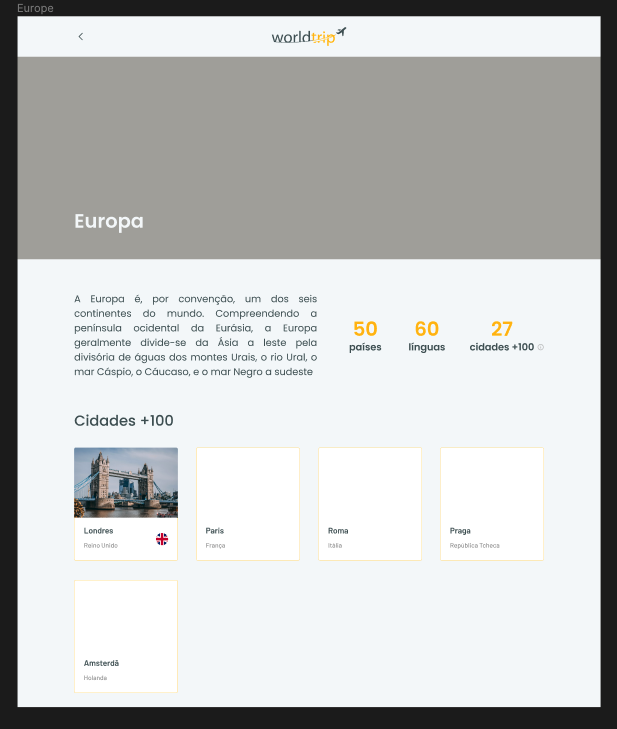 Europe
worldtrip
Europa
A Europa é, por convenção, um dos seis
continentes do mundo. Compreendendo a
península ocidental da Eurásia, a Europa
geralmente divide-se da Ásia a leste pela
divisória de águas dos montes Urais, o rio Ural, o
mar Cáspio, o Cáucaso, e o mar Negro a sudeste
50
países
60
línguas
27
cidades +100
Cidades +100
Londres
Reino Unido
Paris
França
Roma
Itália
Praga
República Tcheca
Amsterdã
Holanda